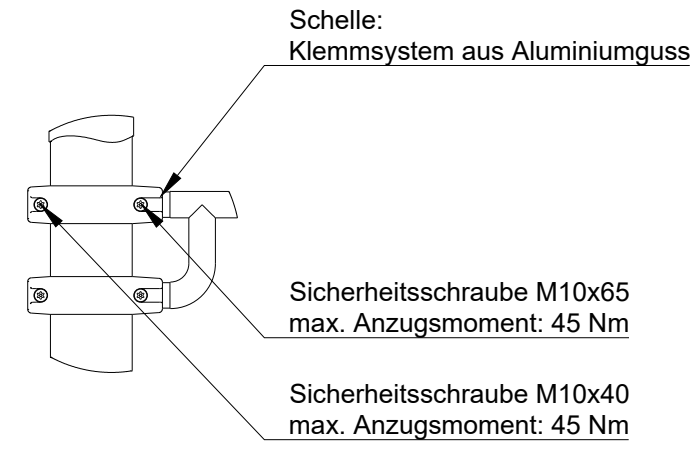 Schelle:
Klemmsystem aus Aluminiumguss
Sicherheitsschraube M10x65
max. Anzugsmoment: 45 Nm
Sicherheitsschraube M10x40
max. Anzugsmoment: 45 Nm